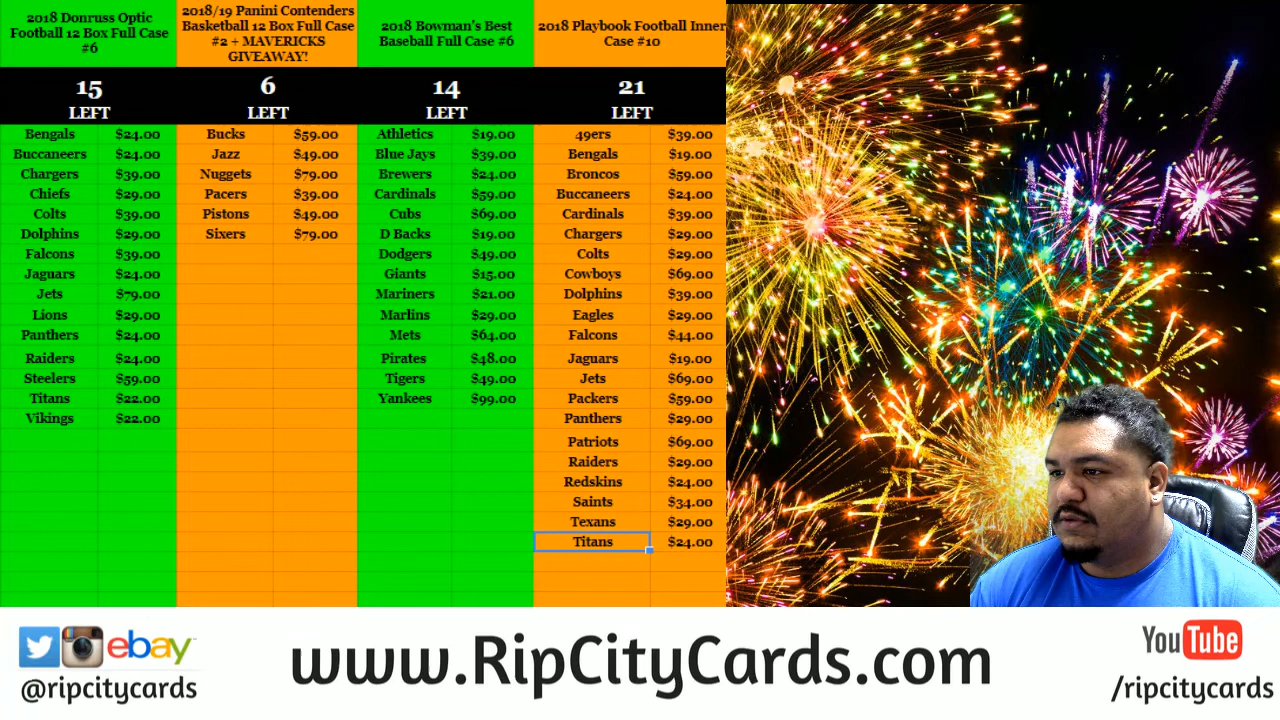 2018 Donruss Optic
Football 12 Box Full Case
#6
15
LEFT
Bengals $24.00
Buccaneers $24.00
Chargers $39.00
Chiefs $29.00
Colts $39.00
Dolphins $29.00
Falcons $39.00
Jaguars $24.00
Jets $79.00
Lions $29.00
Panthers $24.00
Raiders $24.00
Steelers $59.00
Titans $22.00
Vikings $22.00
2018/19 Panini Contenders
Basketball 12 Box Full Case
#2 + MAVERICKS
GIVEAWAY!
6
LEFT
Bucks $59.00
Jazz $49.00
Nuggets $79.00
Pacers $39.00
Pistons $49.00
Sixers $79.00
2018 Bowman's Best
Baseball Full Case #6
14
LEFT
Athletics $19.00
Blue Jays $39.00
Brewers $24.00
Cardinals $59.00
Cubs $69.00
D Backs $19.00
Dodgers $49.00
Giants $15.00
Mariners $21.00
Marlins $29.00
Mets $64.00
Pirates $48.00
Tigers $49.00
Yankees $99.00
2018 Playbook Football Inner
Case #10
21
LEFT
49ers $39.00
Bengals $19.00
Broncos $59.00
Buccaneers $24.00
Cardinals $39.00
Chargers $29.00
Colts $29.00
Cowboys $69.00
Dolphins $39.00
Eagles $29.00
Falcons $44.00
Jaguars $19.00
Jets $69.00
Packers $59.00
Panthers $29.00
Patriots $69.00
Raiders $29.00
Redskins $24.00
Saints $34.00
Texans $29.00
Titans $24.00
ebay
@ripcitycards
www.RipCityCards.com
YouTube
/ripcitycards